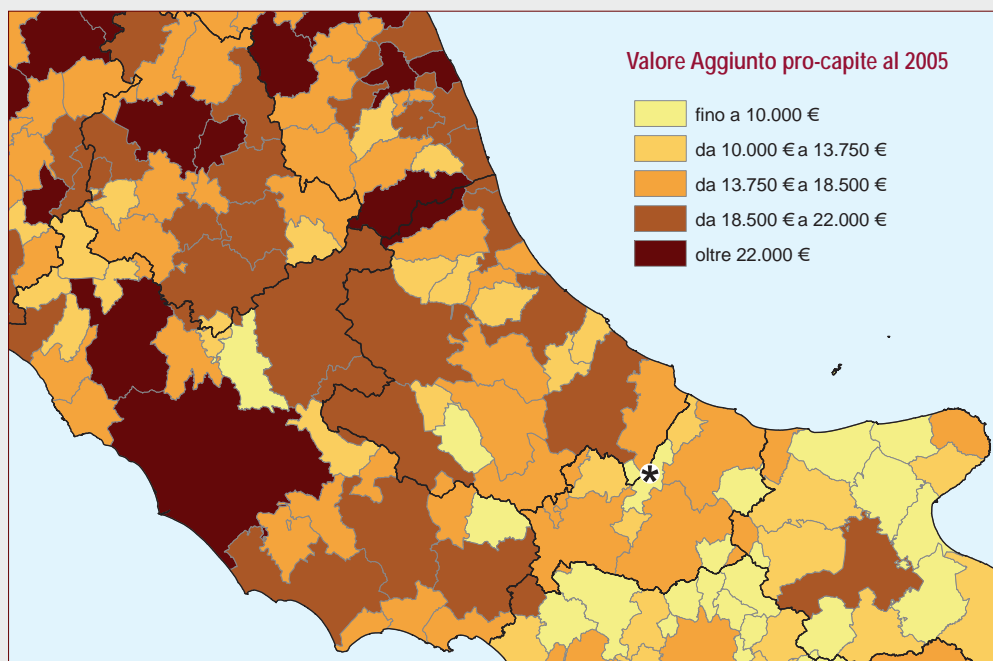 Valore Aggiunto pro-capite al 2005
fino a 10.000 €
da 10.000 € a 13.750 €
da 13.750 € a 18.500 €
da 18.500 € a 22.000 €
oltre 22.000 €
*